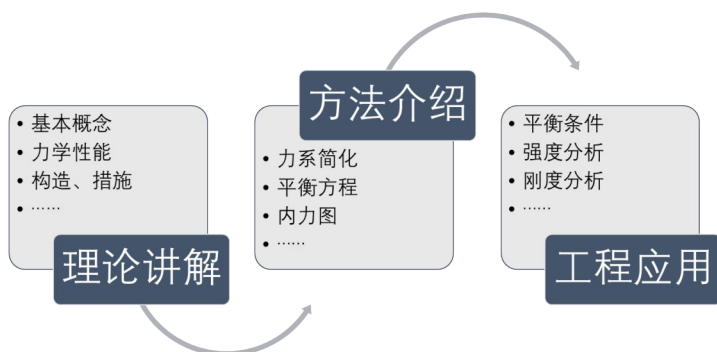 • 基本概念
• 力学性能
• 构造、措施
• ……
理论讲解
方法介绍
• 力系简化
• 平衡方程
• 内力图
• ……
• 平衡条件
• 强度分析
• 刚度分析
• ……
工程应用